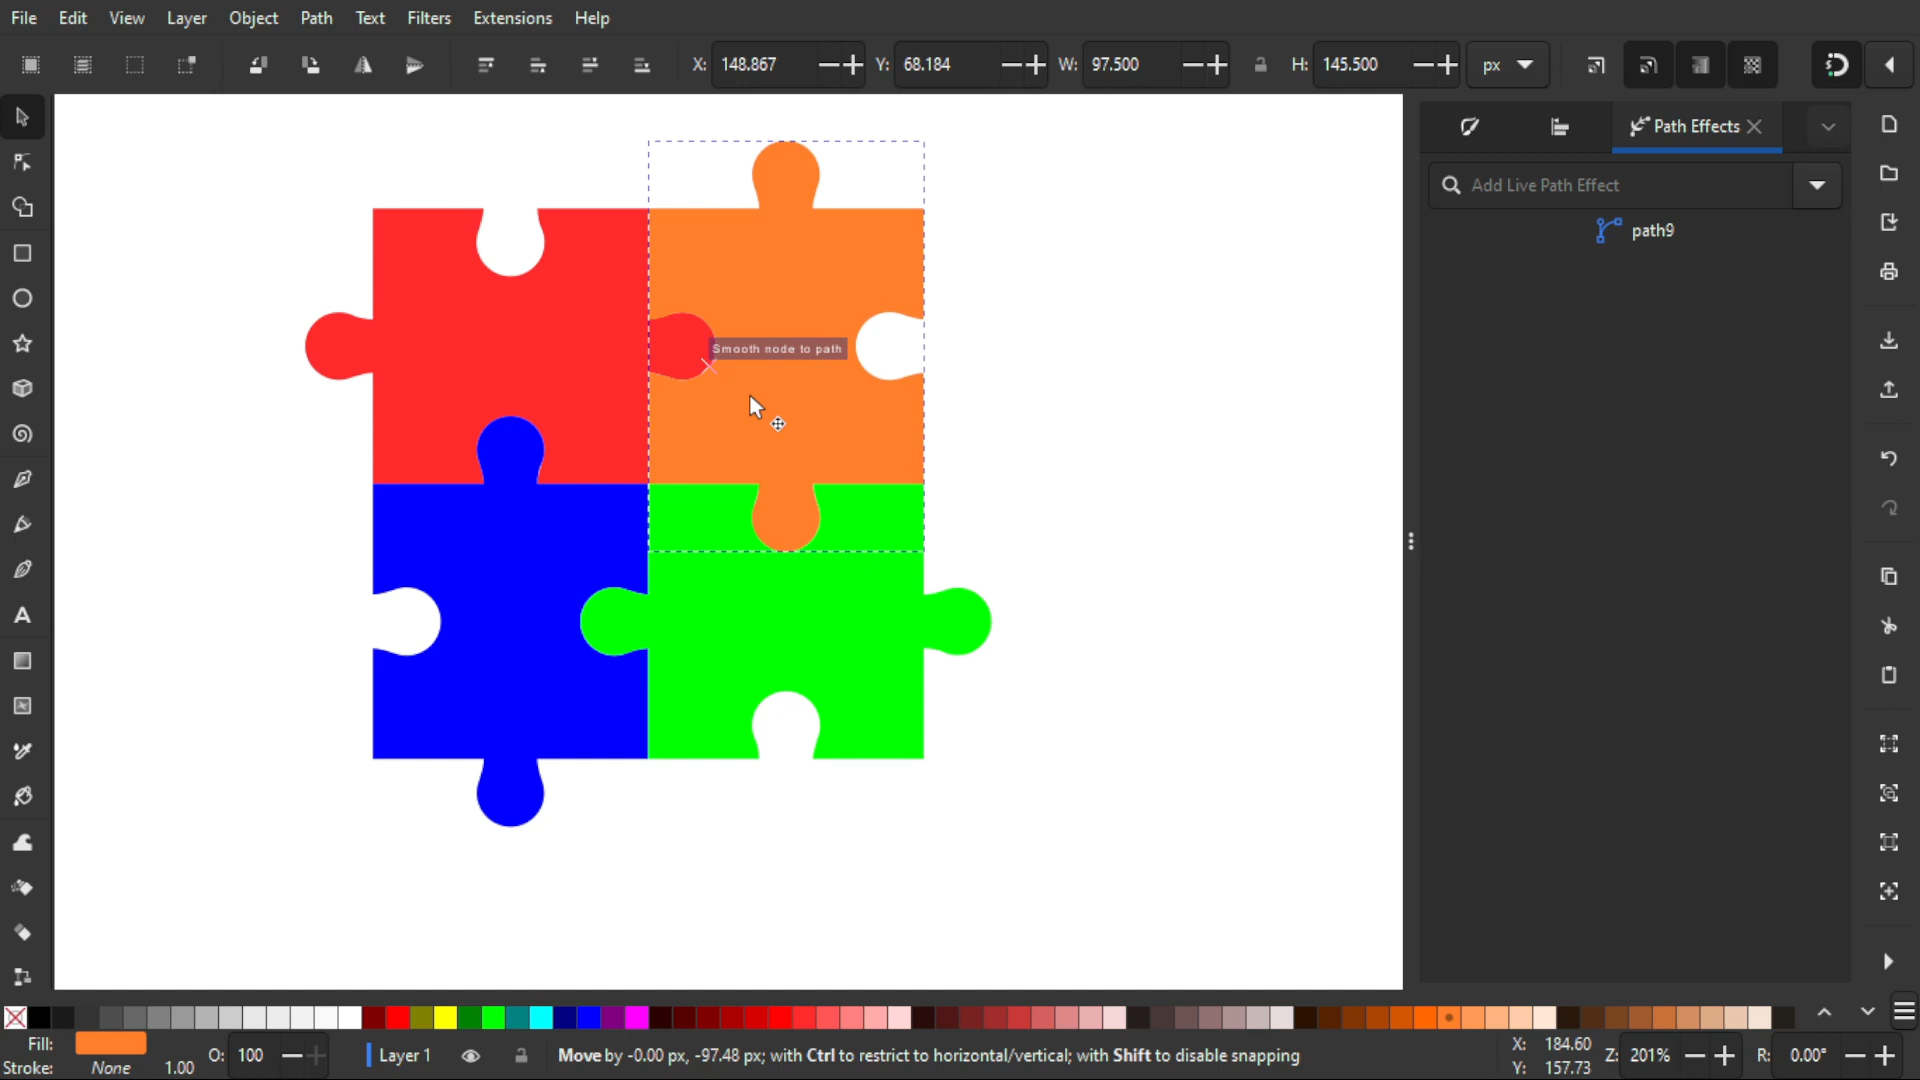 File Edit View Layer Object Path Text Filters Extensions Help
X: 148.867 Y: 68.184 W: 97.500 H: 145.500 px
Path Effects
Add Live Path Effect
path9
Smooth node to path
Fill:
Stroke: None 1.00 O: 100 Layer 1 Move by -0.00 px, -97.48 px; with Ctrl to restrict to horizontal/vertical; with Shift to disable snapping
X: 184.60
Y: 157.73
Z: 201% R: 0.00°